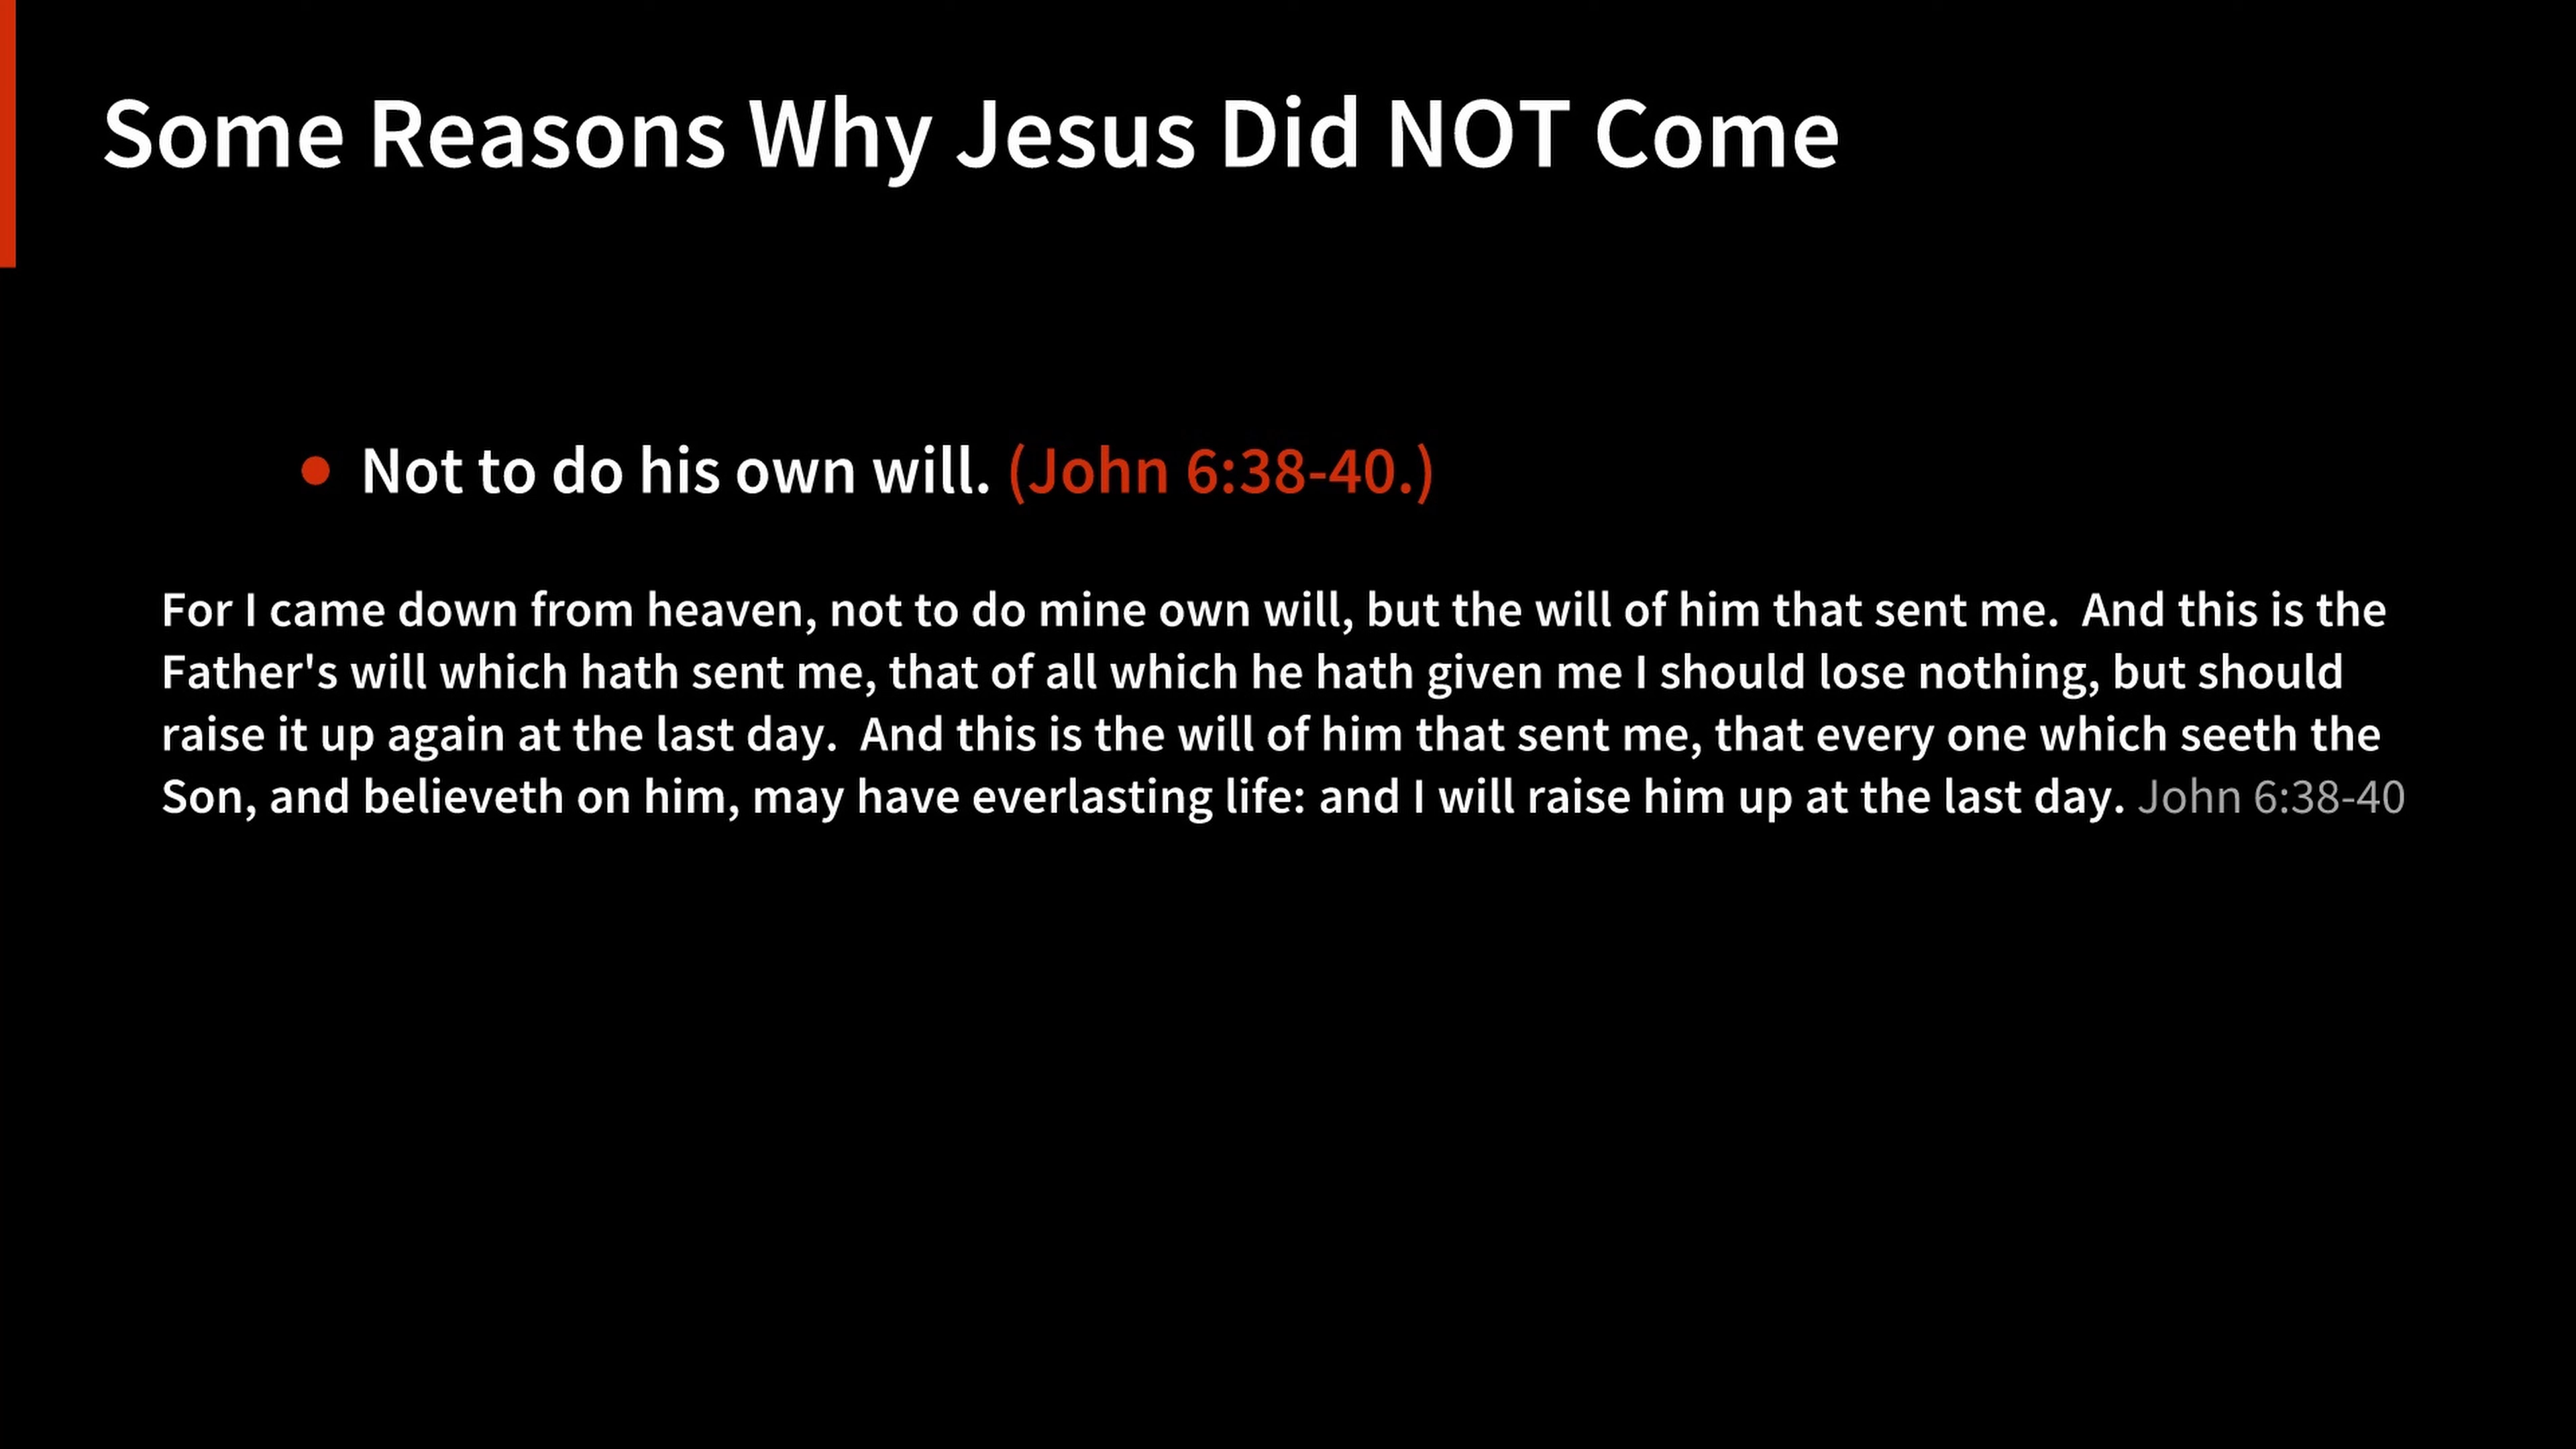 Some Reasons Why Jesus Did NOT Come
• Not to do his own will. (John 6:38-40.)
For I came down from heaven, not to do mine own will, but the will of him that sent me.  And this is the
Father's will which hath sent me, that of all which he hath given me I should lose nothing, but should
raise it up again at the last day.  And this is the will of him that sent me, that every one which seeth the
Son, and believeth on him, may have everlasting life: and I will raise him up at the last day. John 6:38-40